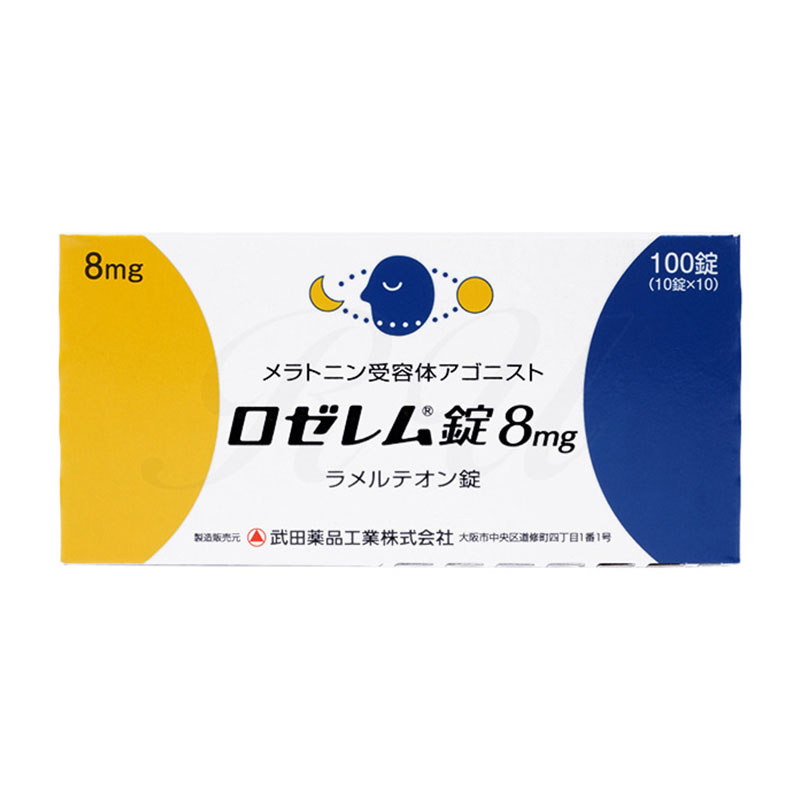 8mg
100錠
(10錠×10)
メラトニン受容体アゴニスト
ロゼレム®錠8mg
ラメルテオン錠
製造販売元 武田薬品工業株式会社 大阪市中央区道修町四丁目1番1号